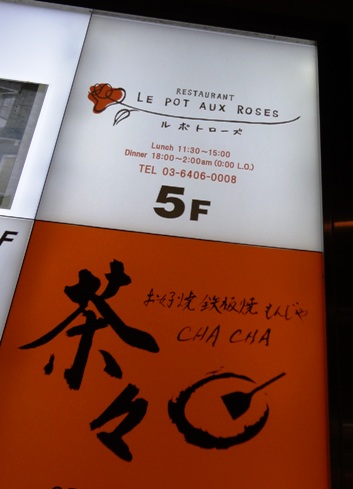 RESTAURANT
LE POT AUX ROSES
ル ポトローズ
Lunch 11:30～15:00
Dinner 18:00～2:00am (0:00 L.O.)
TEL 03-6406-0008
5F
F
茶々
お好焼 鉄板焼 もんじゃ
CHA CHA